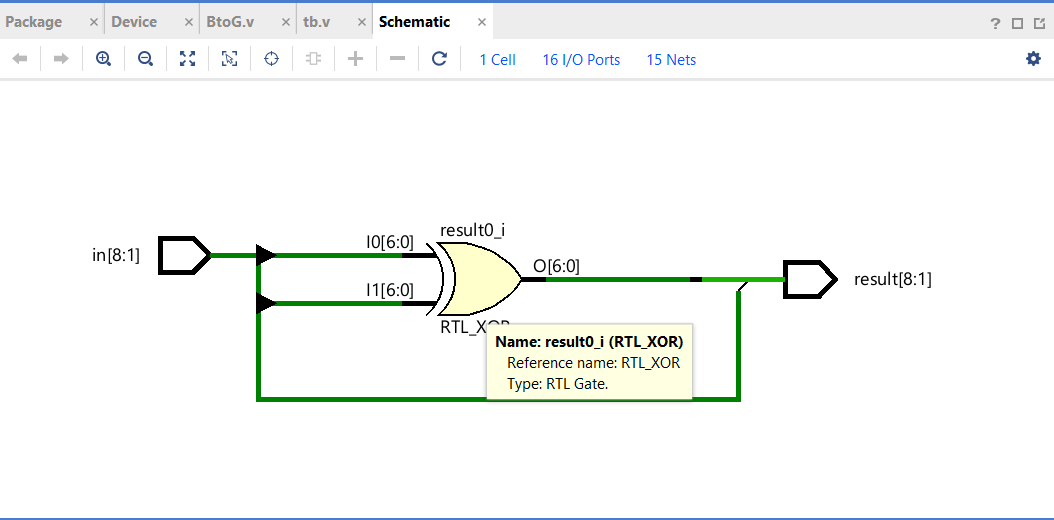 Package × Device × BtoG.v × tb.v × Schematic × ?
1 Cell 16 I/O Ports 15 Nets
result0_i
I0[6:0]
in[8:1]
O[6:0]
result[8:1]
I1[6:0]
RTL_XOR
Name: result0_i (RTL_XOR)
Reference name: RTL_XOR
Type: RTL Gate.